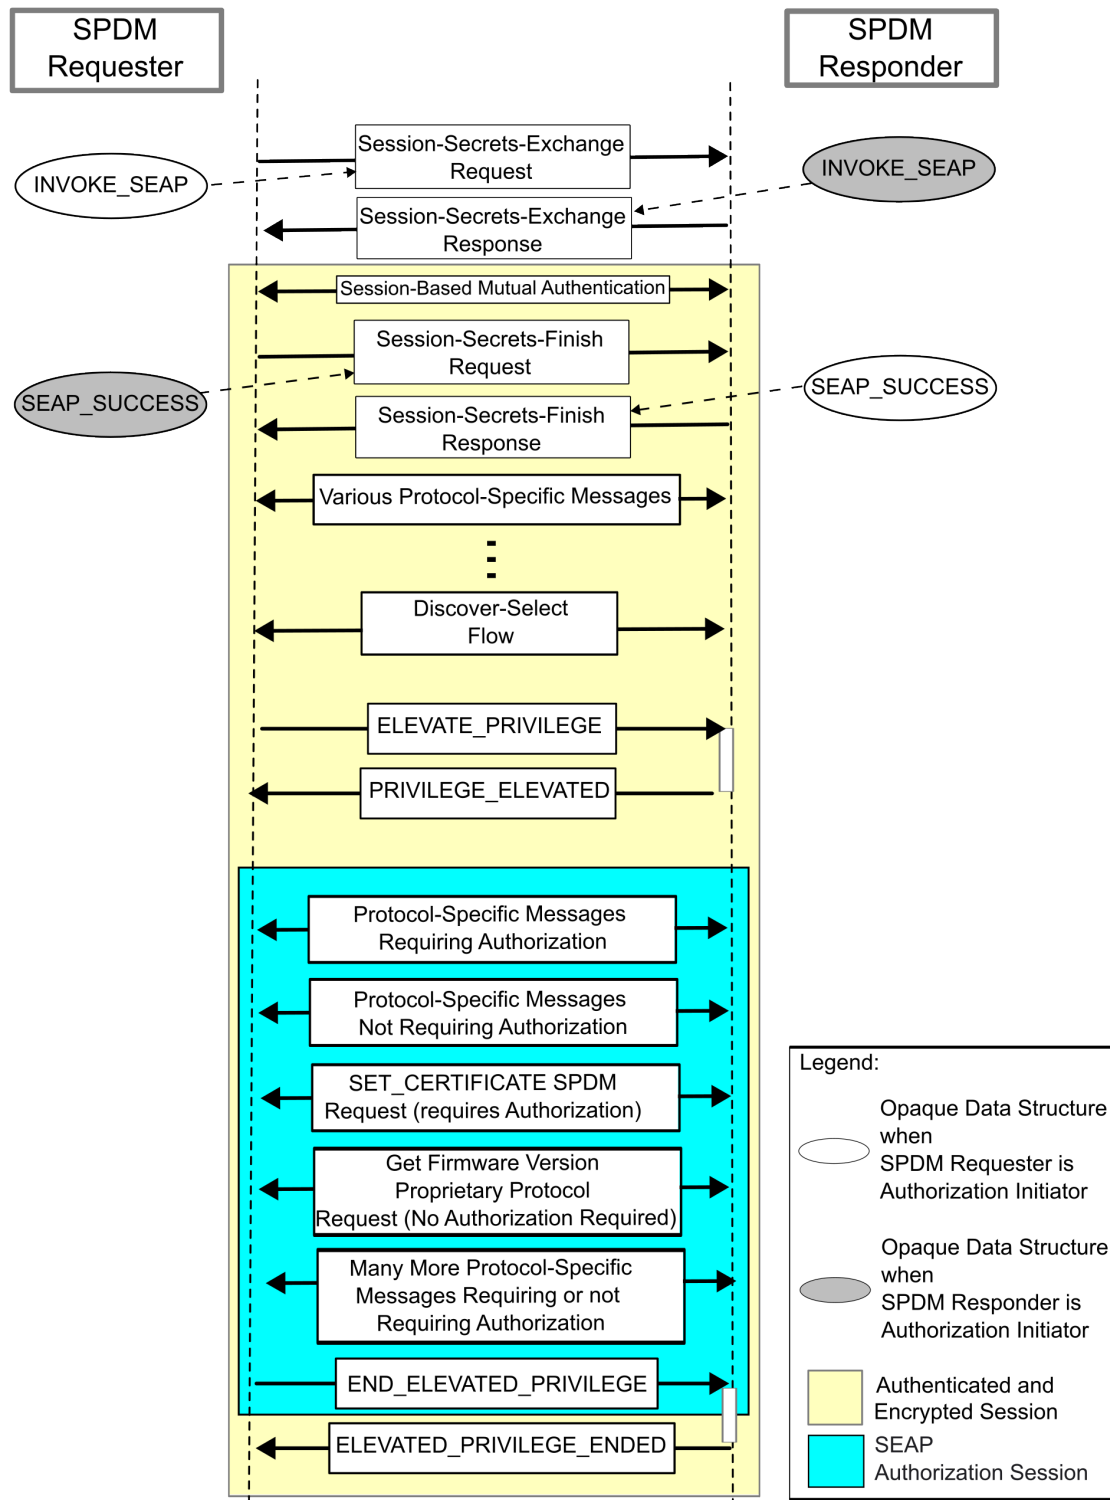 SPDM
Requester
SPDM
Responder
Session-Secrets-Exchange
Request
INVOKE_SEAP
INVOKE_SEAP
Session-Secrets-Exchange
Response
Session-Based Mutual Authentication
Session-Secrets-Finish
Request
SEAP_SUCCESS
SEAP_SUCCESS
Session-Secrets-Finish
Response
Various Protocol-Specific Messages
Discover-Select
Flow
ELEVATE_PRIVILEGE
PRIVILEGE_ELEVATED
Protocol-Specific Messages
Requiring Authorization
Protocol-Specific Messages
Not Requiring Authorization
SET_CERTIFICATE SPDM
Request (requires Authorization)
Get Firmware Version
Proprietary Protocol
Request (No Authorization Required)
Many More Protocol-Specific
Messages Requiring or not
Requiring Authorization
END_ELEVATED_PRIVILEGE
ELEVATED_PRIVILEGE_ENDED
Legend:
Opaque Data Structure
when
SPDM Requester is
Authorization Initiator
Opaque Data Structure
when
SPDM Responder is
Authorization Initiator
Authenticated and
Encrypted Session
SEAP
Authorization Session